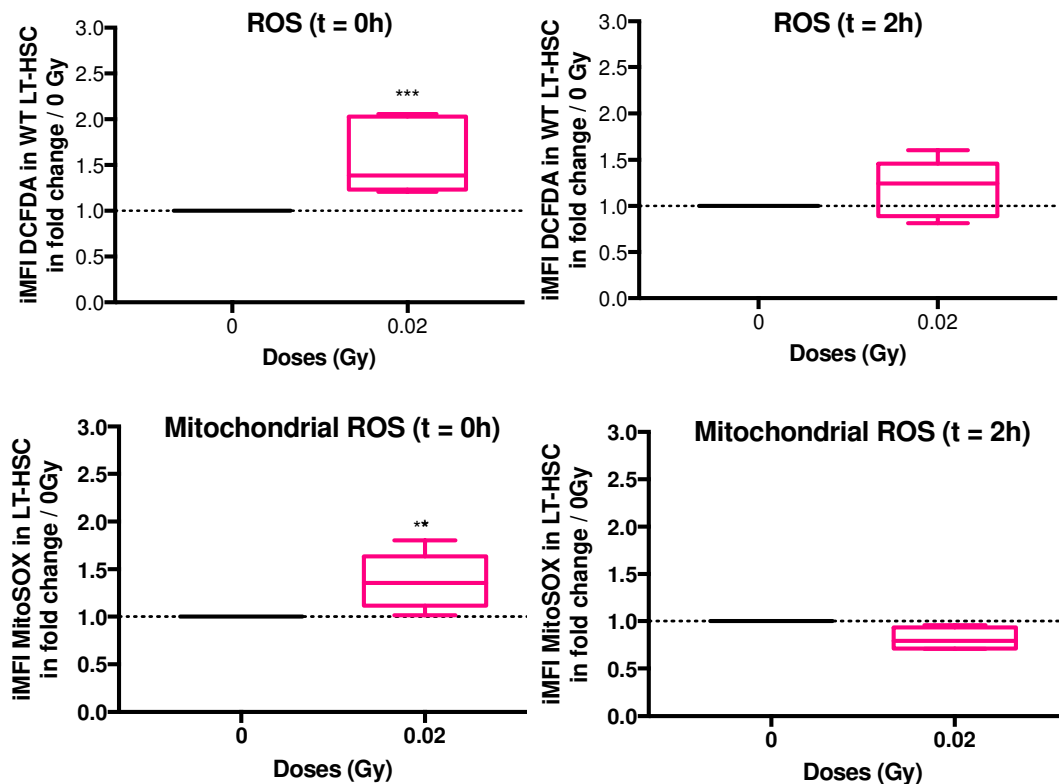 ROS (t = 0h)
iMFI DCFDA in WT LT-HSC
in fold change / 0 Gy
3.0
2.5
2.0
1.5
1.0
0.5
0.0
***
0
0.02
Doses (Gy)
ROS (t = 2h)
iMFI DCFDA in WT LT-HSC
in fold change / 0 Gy
3.0
2.5
2.0
1.5
1.0
0.5
0.0
0
0.02
Doses (Gy)
Mitochondrial ROS (t = 0h)
iMFI MitoSOX in LT-HSC
in fold change / 0Gy
3.0
2.5
2.0
1.5
1.0
0.5
0.0
**
0
0.02
Doses (Gy)
Mitochondrial ROS (t = 2h)
iMFI MitoSOX in LT-HSC
in fold change / 0Gy
3.0
2.5
2.0
1.5
1.0
0.5
0.0
0
0.02
Doses (Gy)